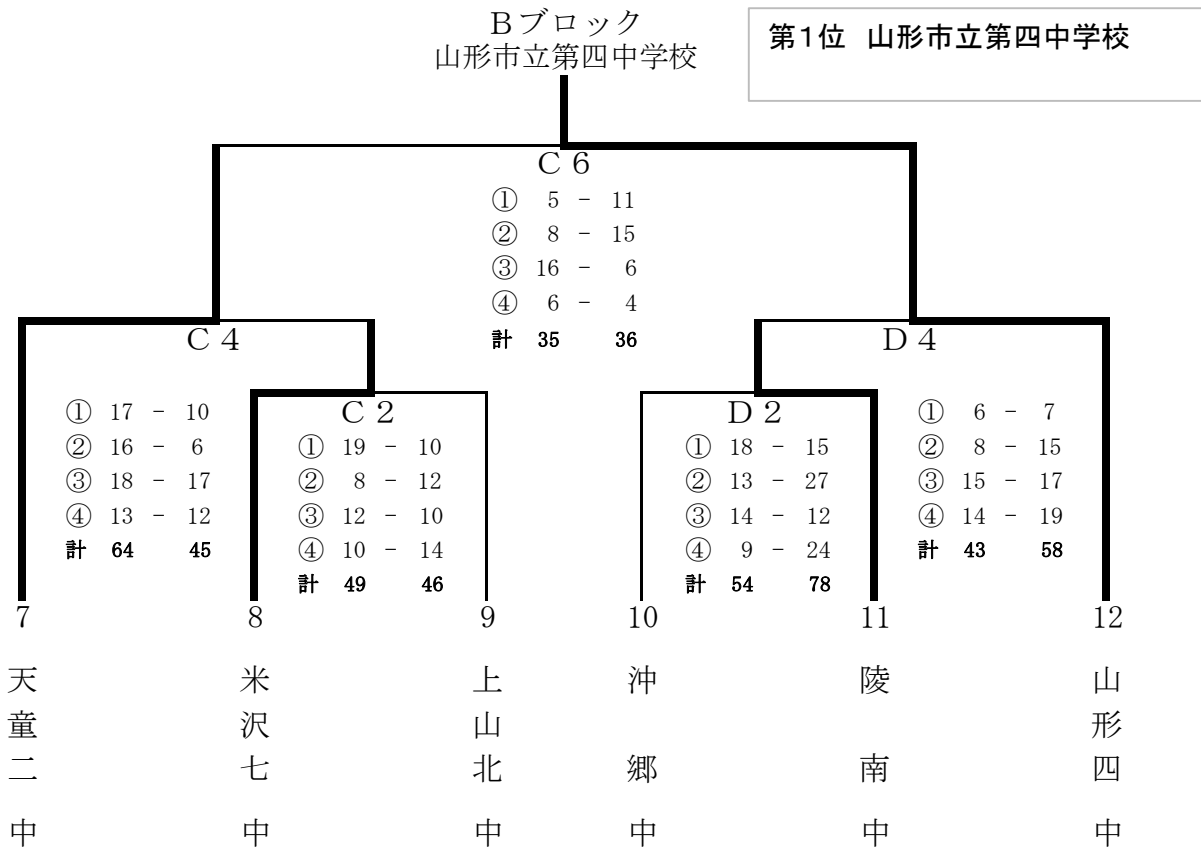 Bブロック
山形市立第四中学校
第1位 山形市立第四中学校
C6
① 5 - 11
② 8 - 15
③ 16 - 6
④ 6 - 4
計 35 36
C4
① 17 - 10
② 16 - 6
③ 18 - 17
④ 13 - 12
計 64 45
C2
① 19 - 10
② 8 - 12
③ 12 - 10
④ 10 - 14
計 49 46
D4
① 6 - 7
② 8 - 15
③ 15 - 17
④ 14 - 19
計 43 58
D2
① 18 - 15
② 13 - 27
③ 14 - 12
④ 9 - 24
計 54 78
7
8
9
10
11
12
天童二中
米沢七中
上山北中
沖郷中
陵南中
山形四中